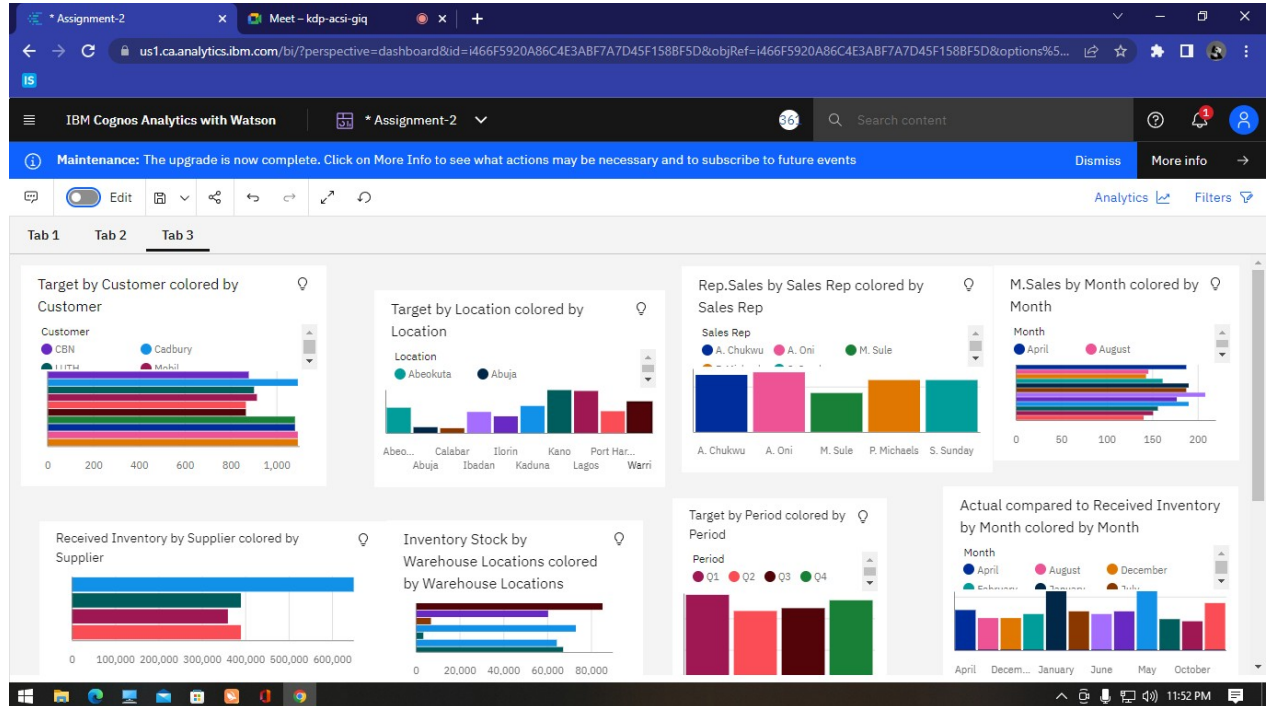 * Assignment-2
Meet – kdp-acsi-giq
us1.ca.analytics.ibm.com/bi/?perspective=dashboard&id=i466F5920A86C4E3ABF7A7D45F158BF5D&objRef=i466F5920A86C4E3ABF7A7D45F158BF5D&options%5...
IS
IBM Cognos Analytics with Watson
* Assignment-2
361
Search content
1
Maintenance: The upgrade is now complete. Click on More Info to see what actions may be necessary and to subscribe to future events
Dismiss
More info
Edit
Analytics
Filters
Tab 1
Tab 2
Tab 3
Target by Customer colored by
Customer
Customer
CBN Cadbury
LUTH Mobil
0 200 400 600 800 1,000
Target by Location colored by
Location
Location
Abeokuta Abuja
Abeo... Calabar Ilorin Kano Port Har...
Abuja Ibadan Kaduna Lagos Warri
Rep.Sales by Sales Rep colored by
Sales Rep
Sales Rep
A. Chukwu A. Oni M. Sule
A. Chukwu A. Oni M. Sule P. Michaels S. Sunday
M.Sales by Month colored by
Month
Month
April August
0 50 100 150 200
Received Inventory by Supplier colored by
Supplier
0 100,000 200,000 300,000 400,000 500,000 600,000
Inventory Stock by
Warehouse Locations colored
by Warehouse Locations
0 20,000 40,000 60,000 80,000
Target by Period colored by
Period
Period
Q1 Q2 Q3 Q4
Actual compared to Received Inventory
by Month colored by Month
Month
April August December
February January July
April Decem... January June May October
11:52 PM